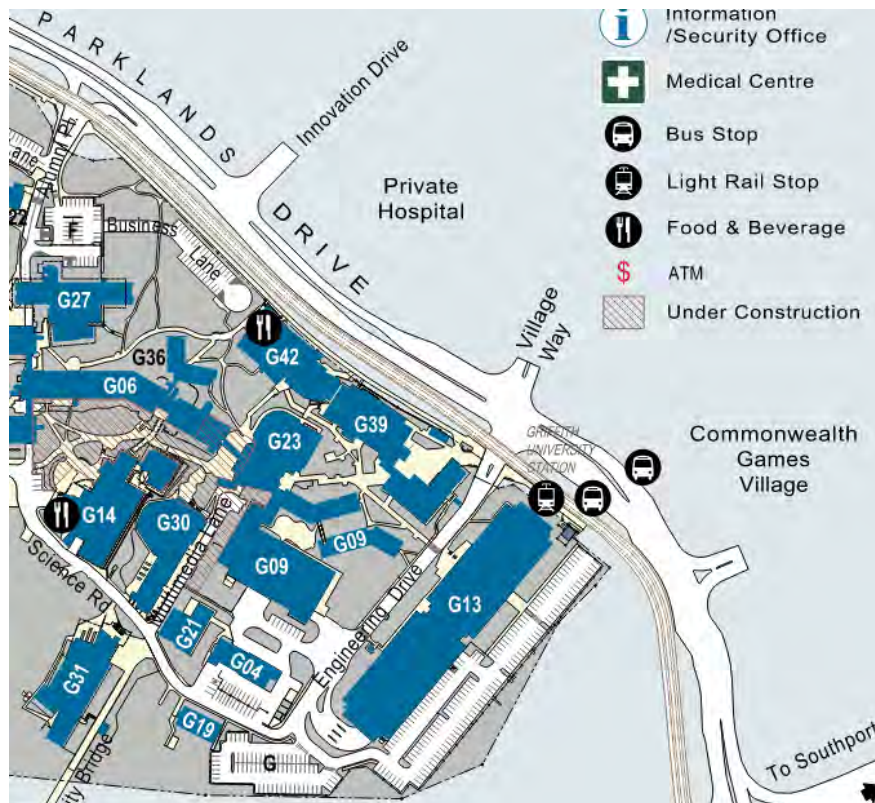 PARKLANDS DRIVE
Innovation Drive
Information
/Security Office
Medical Centre
Bus Stop
Light Rail Stop
Food & Beverage
$ ATM
Under Construction
Private
Hospital
Lane
Business
Lane
F
G27
G36
G06
G42
G39
G23
Village
Way
GRIFFITH
UNIVERSITY
STATION
Commonwealth
Games
Village
G14
G30
Multimedia Lane
G09
G09
Science Rd
G13
Engineering Drive
G21
G04
G31
G19
G
Bridge
To Southport